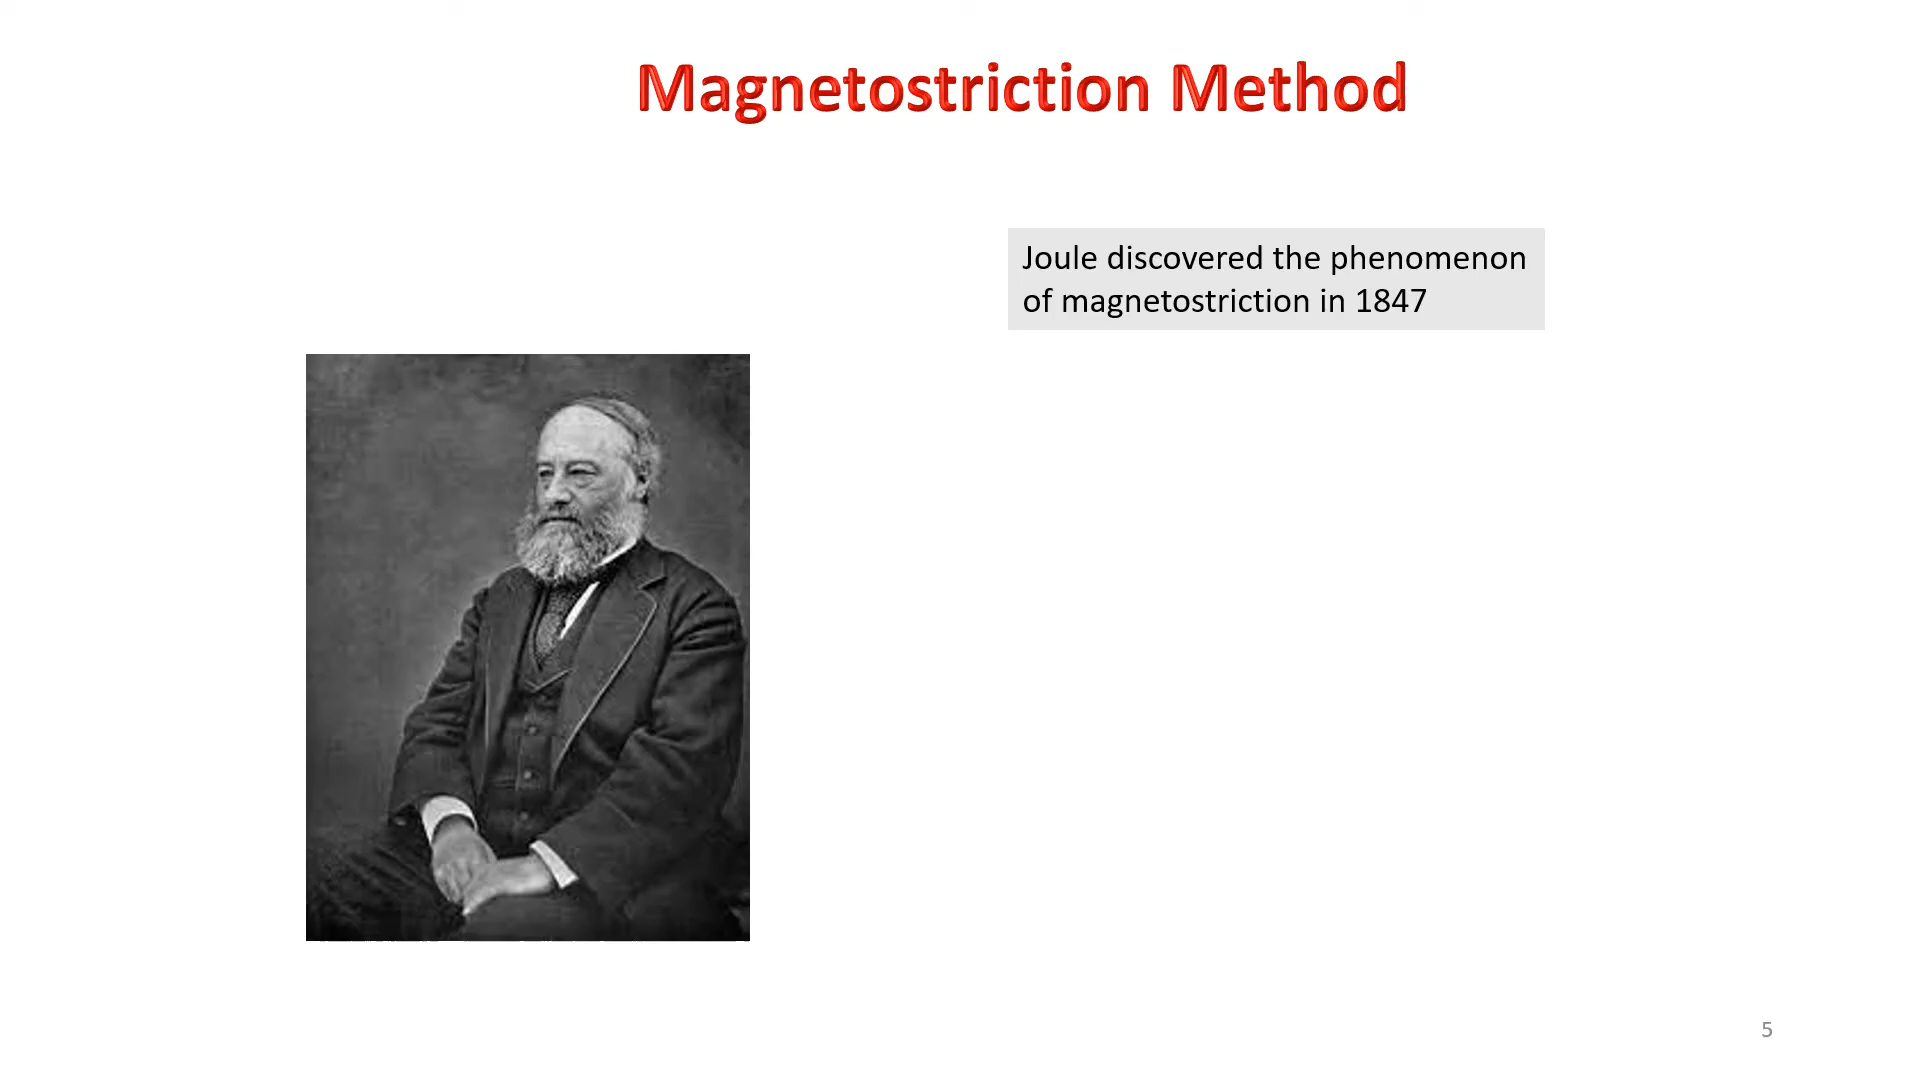 Magnetostriction Method
Joule discovered the phenomenon
of magnetostriction in 1847
5